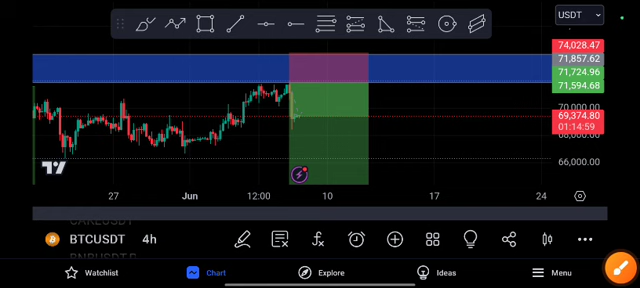 USDT
74,028.47
71,857.62
71,724.96
71,594.68
70,000.00
69,374.80
01:14:59
68,000.00
66,000.00
27
Jun
12:00
10
17
24
BTCUSDT
4h
Watchlist
Chart
Explore
Ideas
Menu